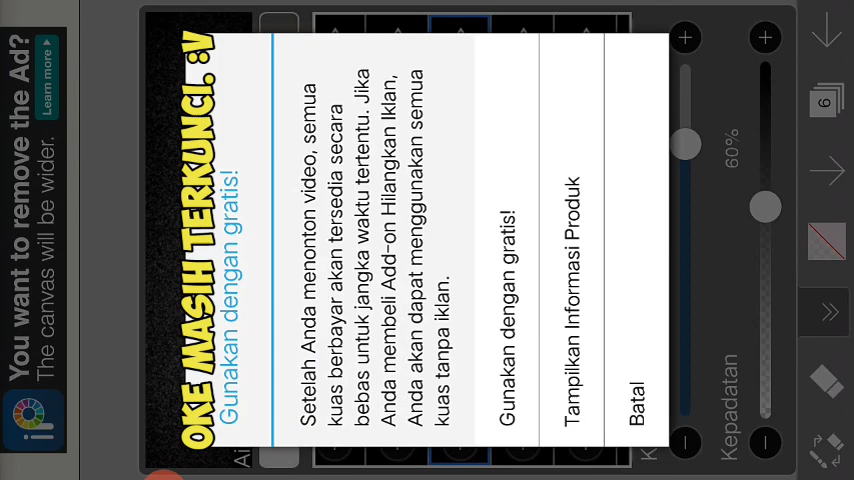 You want to remove the Ad?
The canvas will be wider.
Learn more
OKE MASIH TERKUNCI. :V
Gunakan dengan gratis!
Setelah Anda menonton video, semua
kuas berbayar akan tersedia secara
bebas untuk jangka waktu tertentu. Jika
Anda membeli Add-on Hilangkan Iklan,
Anda akan dapat menggunakan semua
kuas tanpa iklan.
Gunakan dengan gratis!
Tampilkan Informasi Produk
Batal
60%
Kepadatan
6